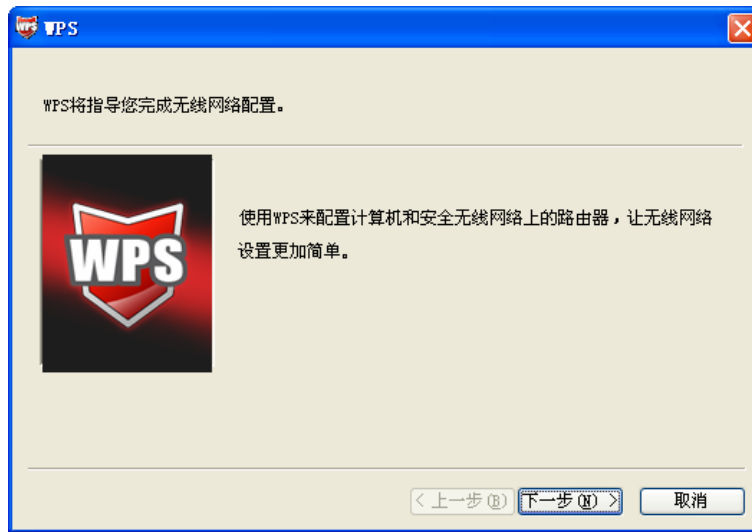 WPS
WPS将指导您完成无线网络配置。
WPS
使用WPS来配置计算机和安全无线网络上的路由器，让无线网络
设置更加简单。
WPS
< 上一步(B) 下一步(N) > 取消